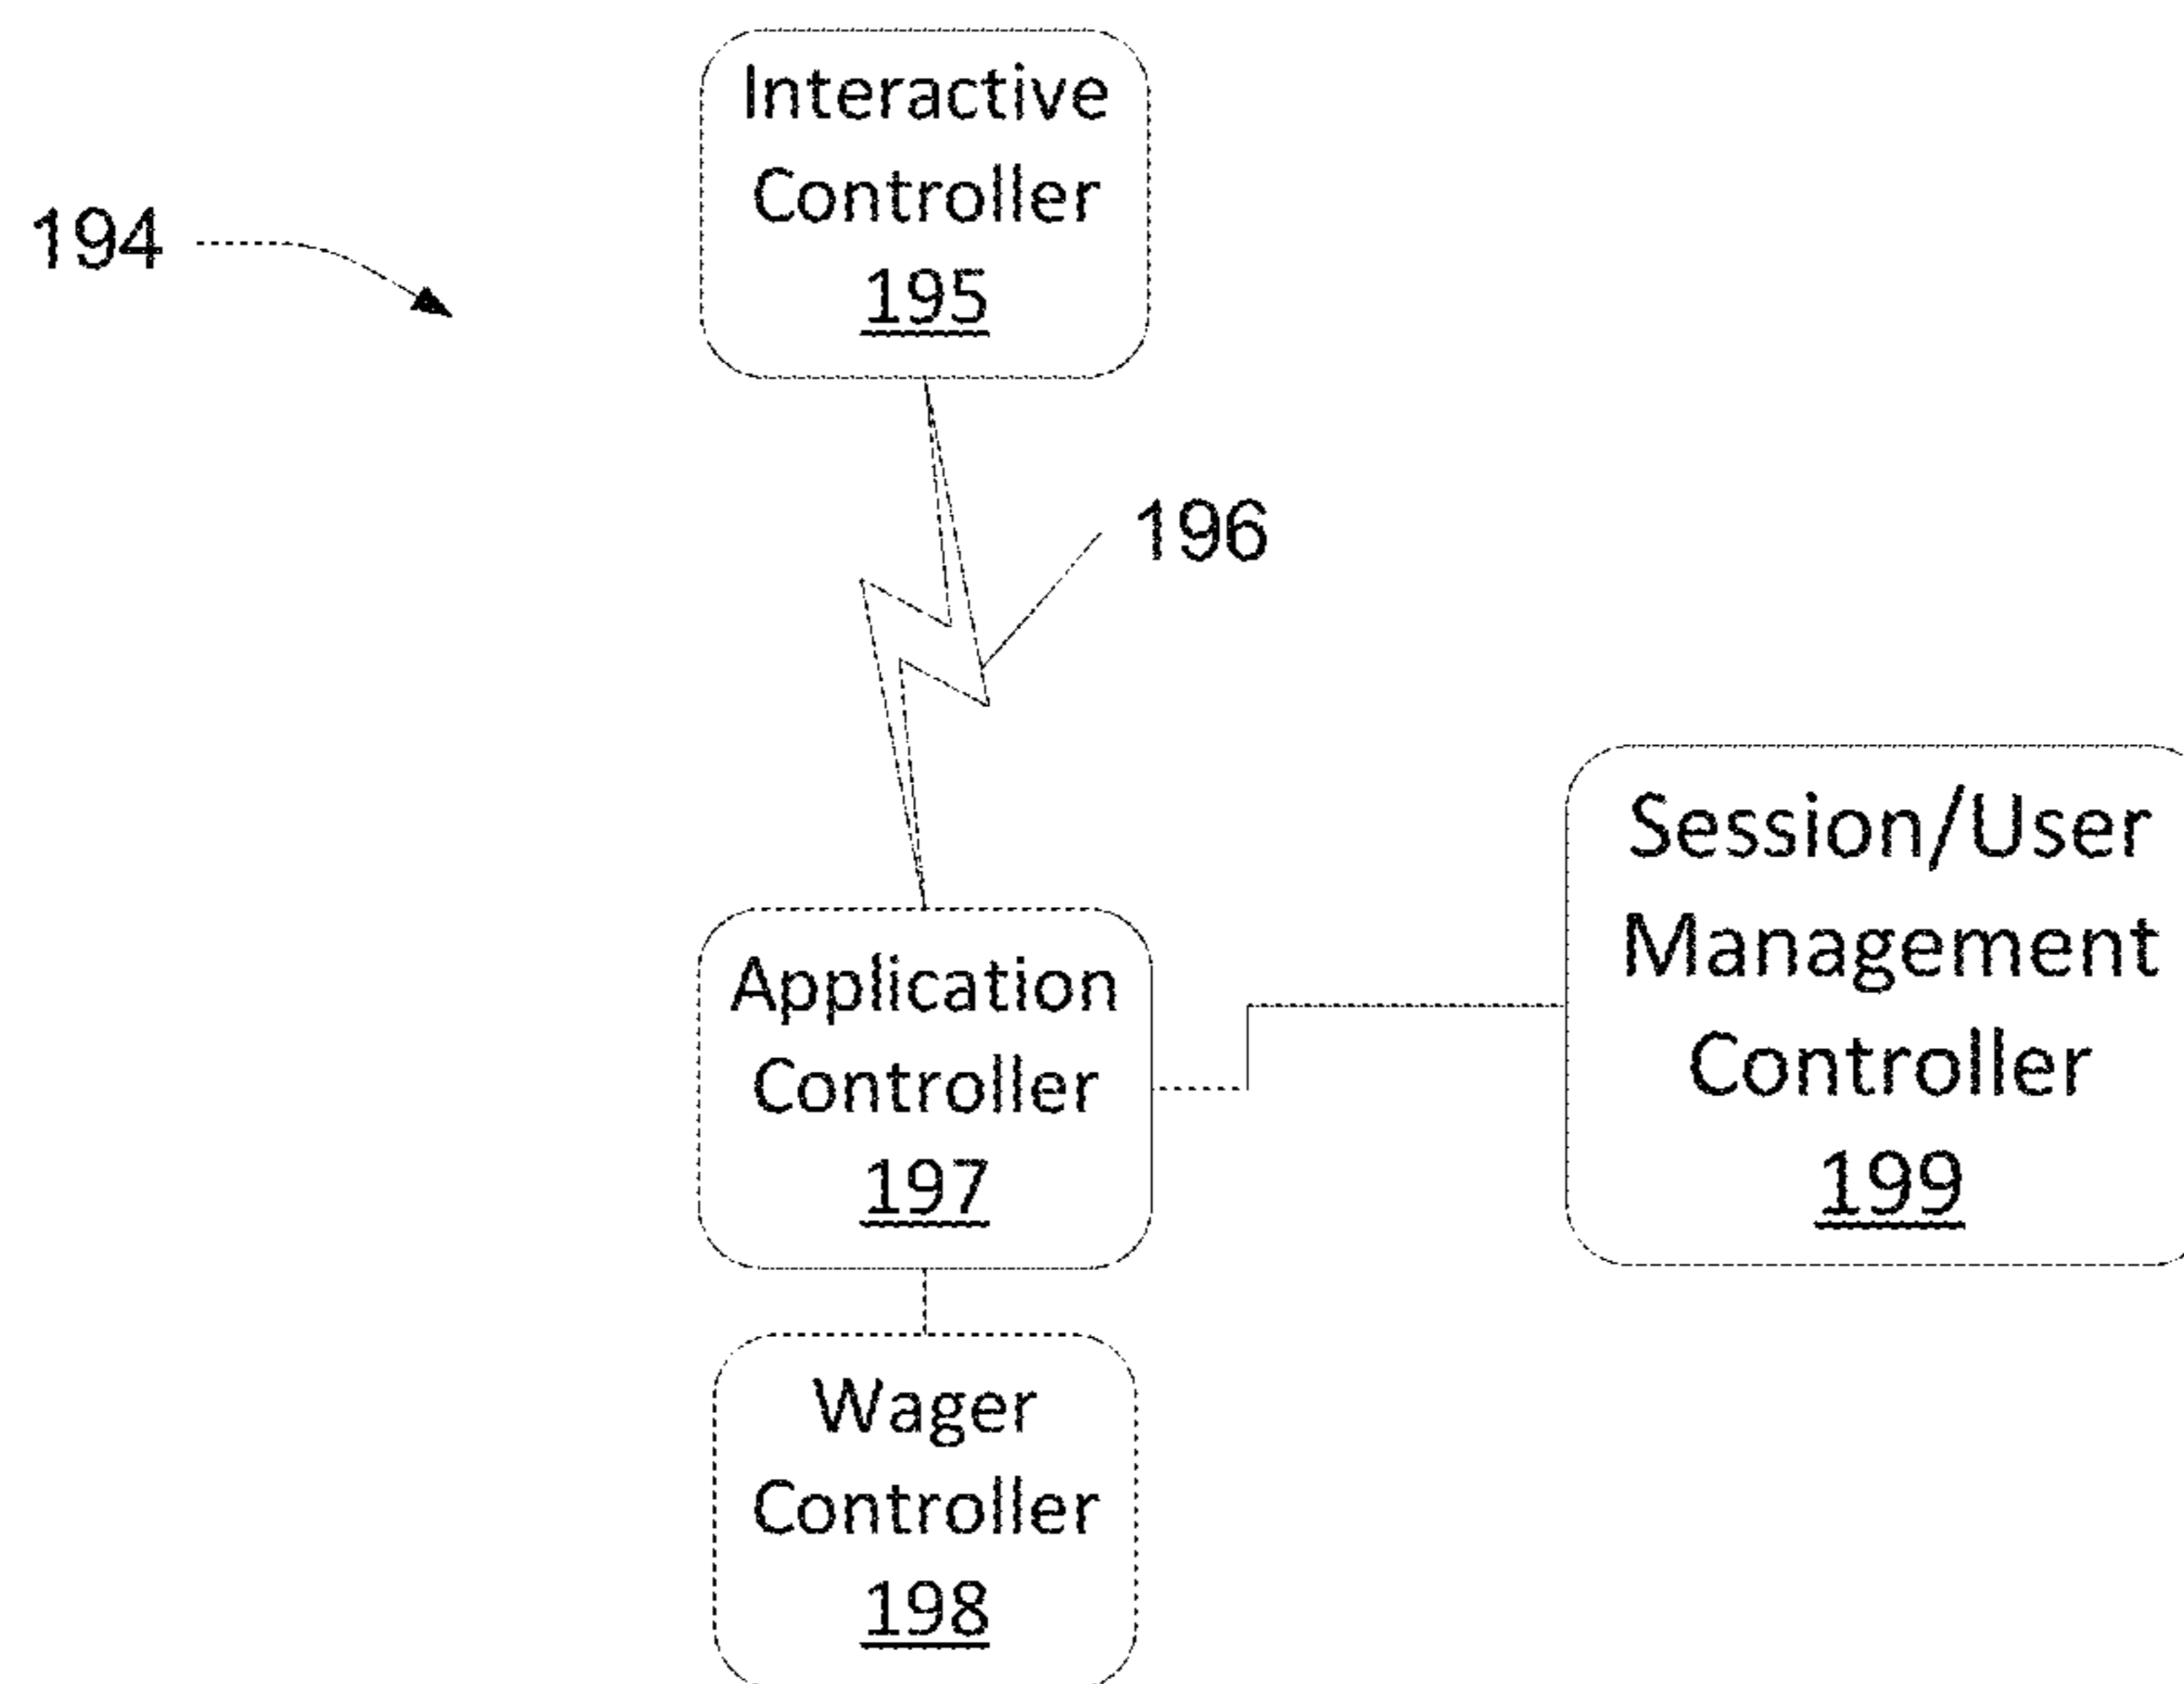 Interactive
Controller
195
194
196
Session/User
Management
Controller
199
Application
Controller
197
Wager
Controller
198